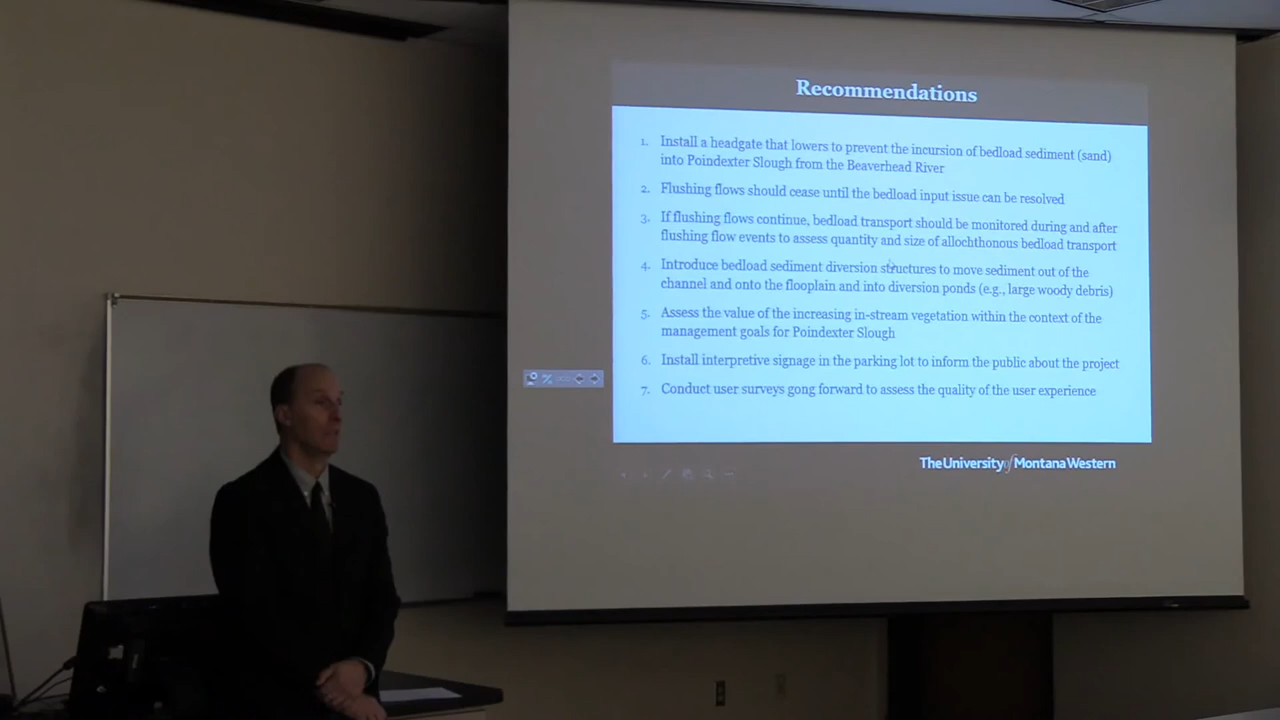 Recommendations
1. Install a headgate that lowers to prevent the incursion of bedload sediment (sand)
into Poindexter Slough from the Beaverhead River
2. Flushing flows should cease until the bedload input issue can be resolved
3. If flushing flows continue, bedload transport should be monitored during and after
flushing flow events to assess quantity and size of allochthonous bedload transport
4. Introduce bedload sediment diversion structures to move sediment out of the
channel and onto the flooplain and into diversion ponds (e.g., large woody debris)
5. Assess the value of the increasing in-stream vegetation within the context of the
management goals for Poindexter Slough
6. Install interpretive signage in the parking lot to inform the public about the project
7. Conduct user surveys gong forward to assess the quality of the user experience
The University of Montana Western